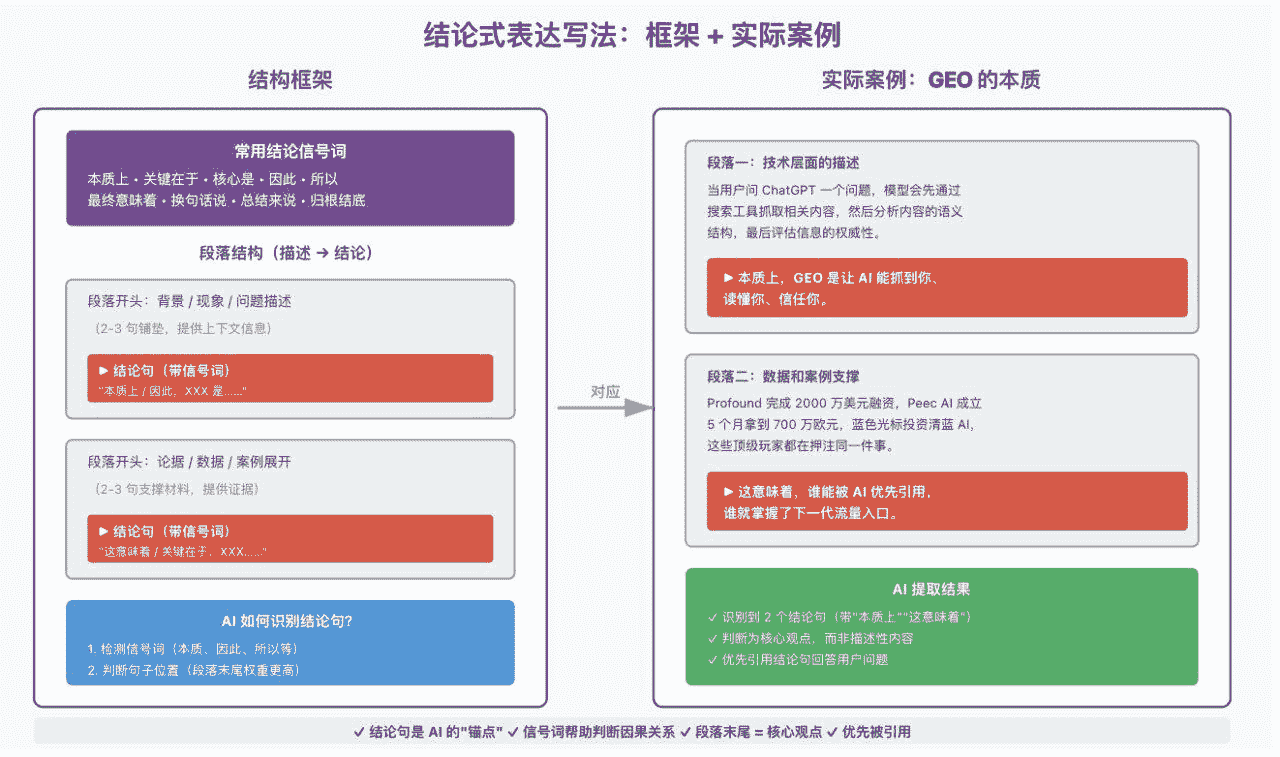 结论式表达写法：框架 + 实际案例
结构框架
常用结论信号词
本质上 • 关键在于 • 核心是 • 因此 • 所以
最终意味着 • 换句话说 • 总结来说 • 归根结底
段落结构（描述 → 结论）
段落开头：背景 / 现象 / 问题描述
（2-3 句铺垫，提供上下文信息）
▶ 结论句（带信号词）
"本质上 / 因此，XXX 是……"
段落开头：论据 / 数据 / 案例展开
（2-3 句支撑材料，提供证据）
▶ 结论句（带信号词）
"这意味着 / 关键在于，XXX……"
AI 如何识别结论句?
1. 检测信号词（本质、因此、所以等）
2. 判断句子位置（段落末尾权重更高）
对应
实际案例：GEO 的本质
段落一：技术层面的描述
当用户问 ChatGPT 一个问题，模型会先通过
搜索工具抓取相关内容，然后分析内容的语义
结构，最后评估信息的权威性。
▶ 本质上，GEO 是让 AI 能抓到你、
读懂你、信任你。
段落二：数据和案例支撑
Profound 完成 2000 万美元融资，Peec AI 成立
5 个月拿到 700 万欧元，蓝色光标投资清蓝 AI，
这些顶级玩家都在押注同一件事。
▶ 这意味着，谁能被 AI 优先引用，
谁就掌握了下一代流量入口。
AI 提取结果
✓ 识别到 2 个结论句（带"本质上""这意味着"）
✓ 判断为核心观点，而非描述性内容
✓ 优先引用结论句回答用户问题
✓ 结论句是 AI 的"锚点" ✓ 信号词帮助判断因果关系 ✓ 段落末尾 = 核心观点 ✓ 优先被引用